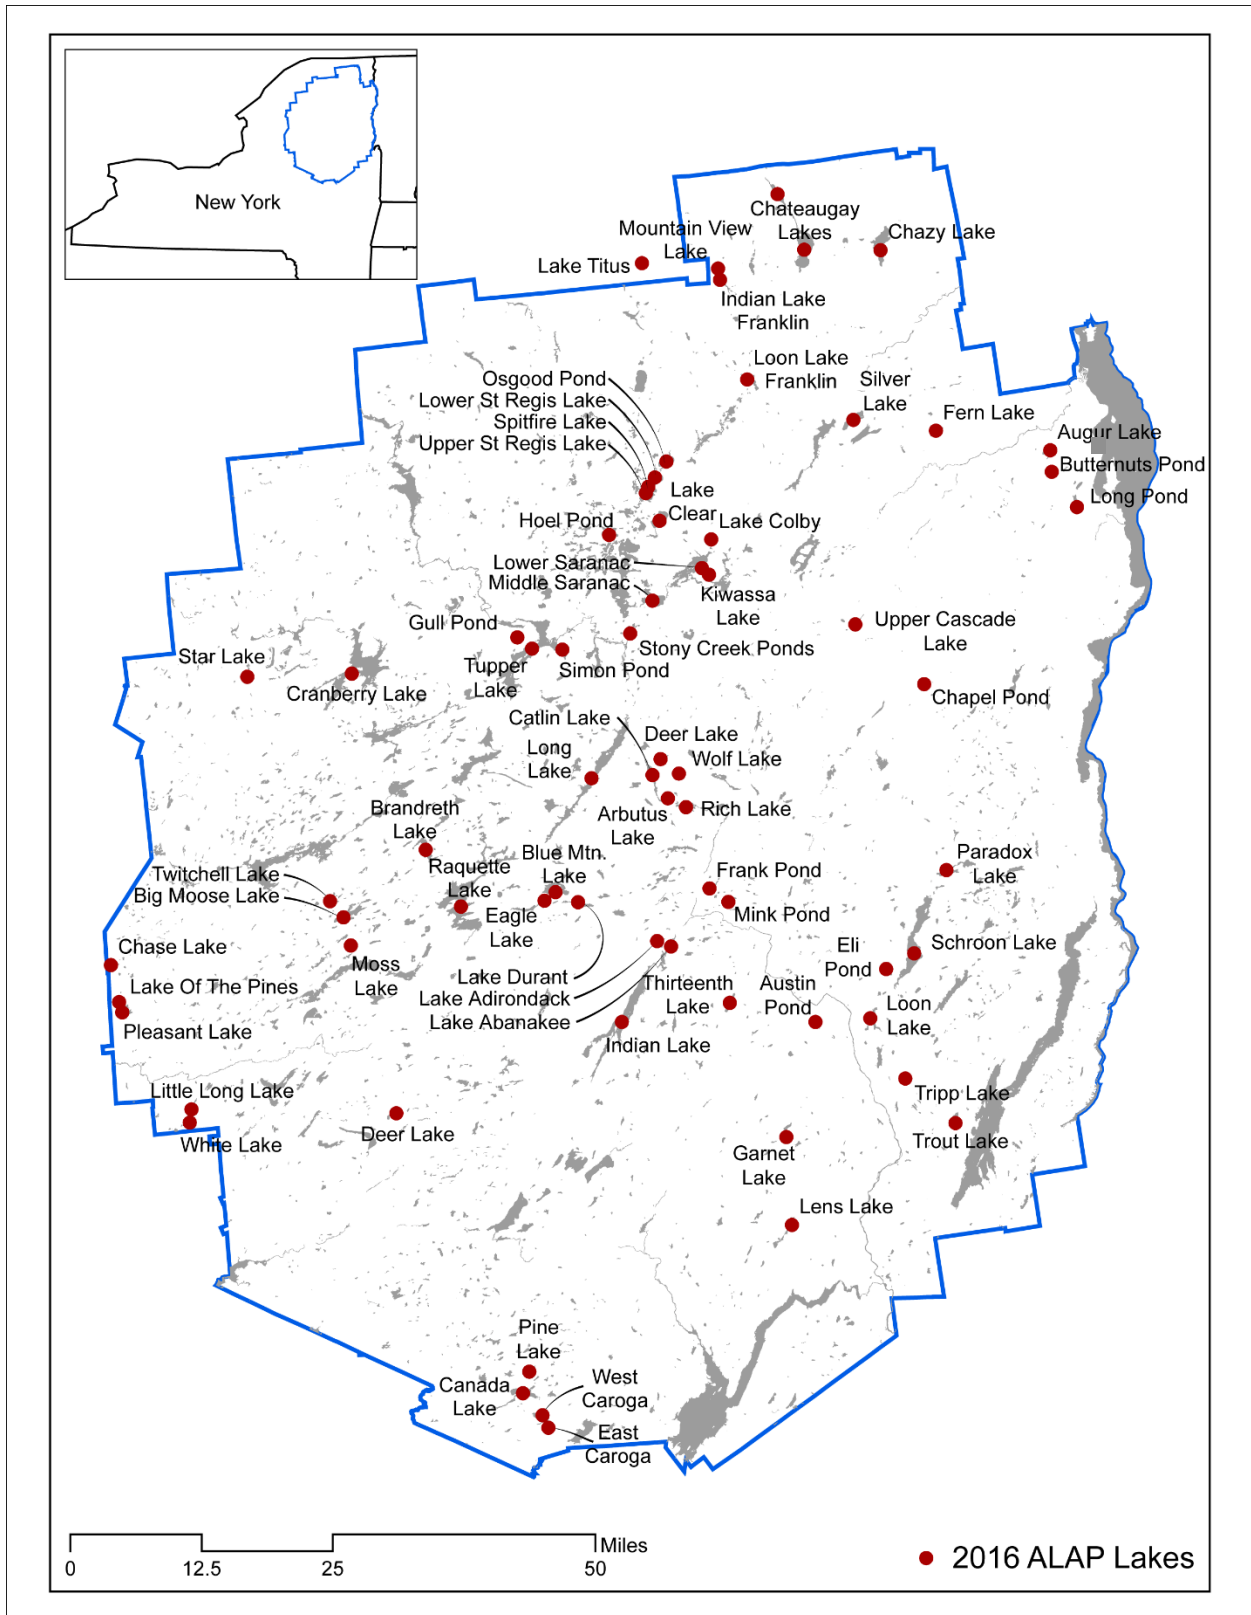 New York
Chateaugay
Lakes
Mountain View
Lake
Chazy Lake
Lake Titus
Indian Lake
Franklin
Loon Lake
Franklin
Osgood Pond
Lower St Regis Lake
Spitfire Lake
Upper St Regis Lake
Silver
Lake
Fern Lake
Augur Lake
Butternuts Pond
Long Pond
Lake
Clear
Hoel Pond
Lake Colby
Lower Saranac
Middle Saranac
Kiwassa
Lake
Gull Pond
Upper Cascade
Lake
Stony Creek Ponds
Star Lake
Tupper
Lake
Simon Pond
Cranberry Lake
Chapel Pond
Catlin Lake
Deer Lake
Long
Lake
Wolf Lake
Brandreth
Lake
Arbutus
Lake
Rich Lake
Blue Mtn.
Lake
Paradox
Lake
Twitchell Lake
Big Moose Lake
Raquette
Lake
Frank Pond
Eagle
Lake
Mink Pond
Chase Lake
Moss
Lake
Eli
Pond
Schroon Lake
Lake Of The Pines
Lake Durant
Lake Adirondack
Lake Abanakee
Thirteenth
Lake
Austin
Pond
Pleasant Lake
Loon
Lake
Indian Lake
Little Long Lake
Tripp Lake
White Lake
Deer Lake
Trout Lake
Garnet
Lake
Lens Lake
Pine
Lake
Canada
Lake
West
Caroga
East
Caroga
Miles
0
12.5
25
50
2016 ALAP Lakes